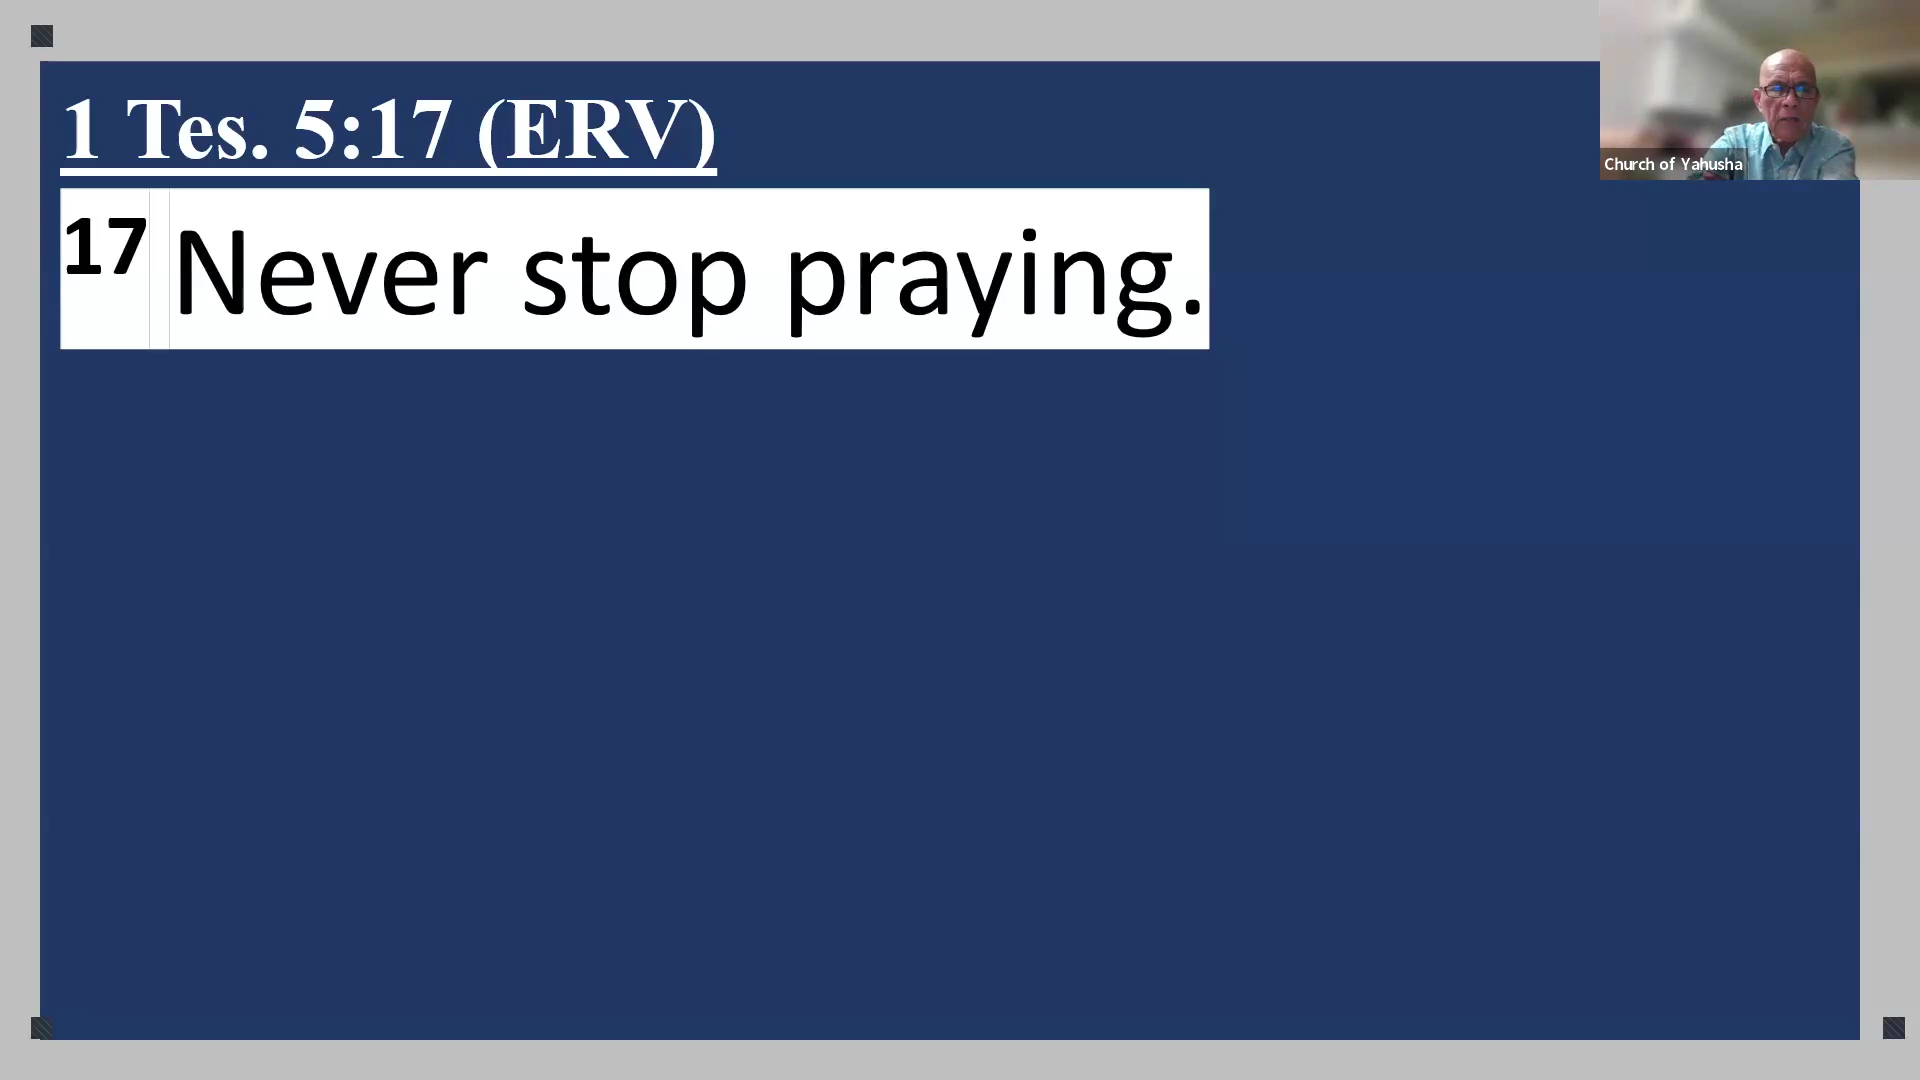 1 Tes. 5:17 (ERV)
17 Never stop praying.
Church of Yahusha